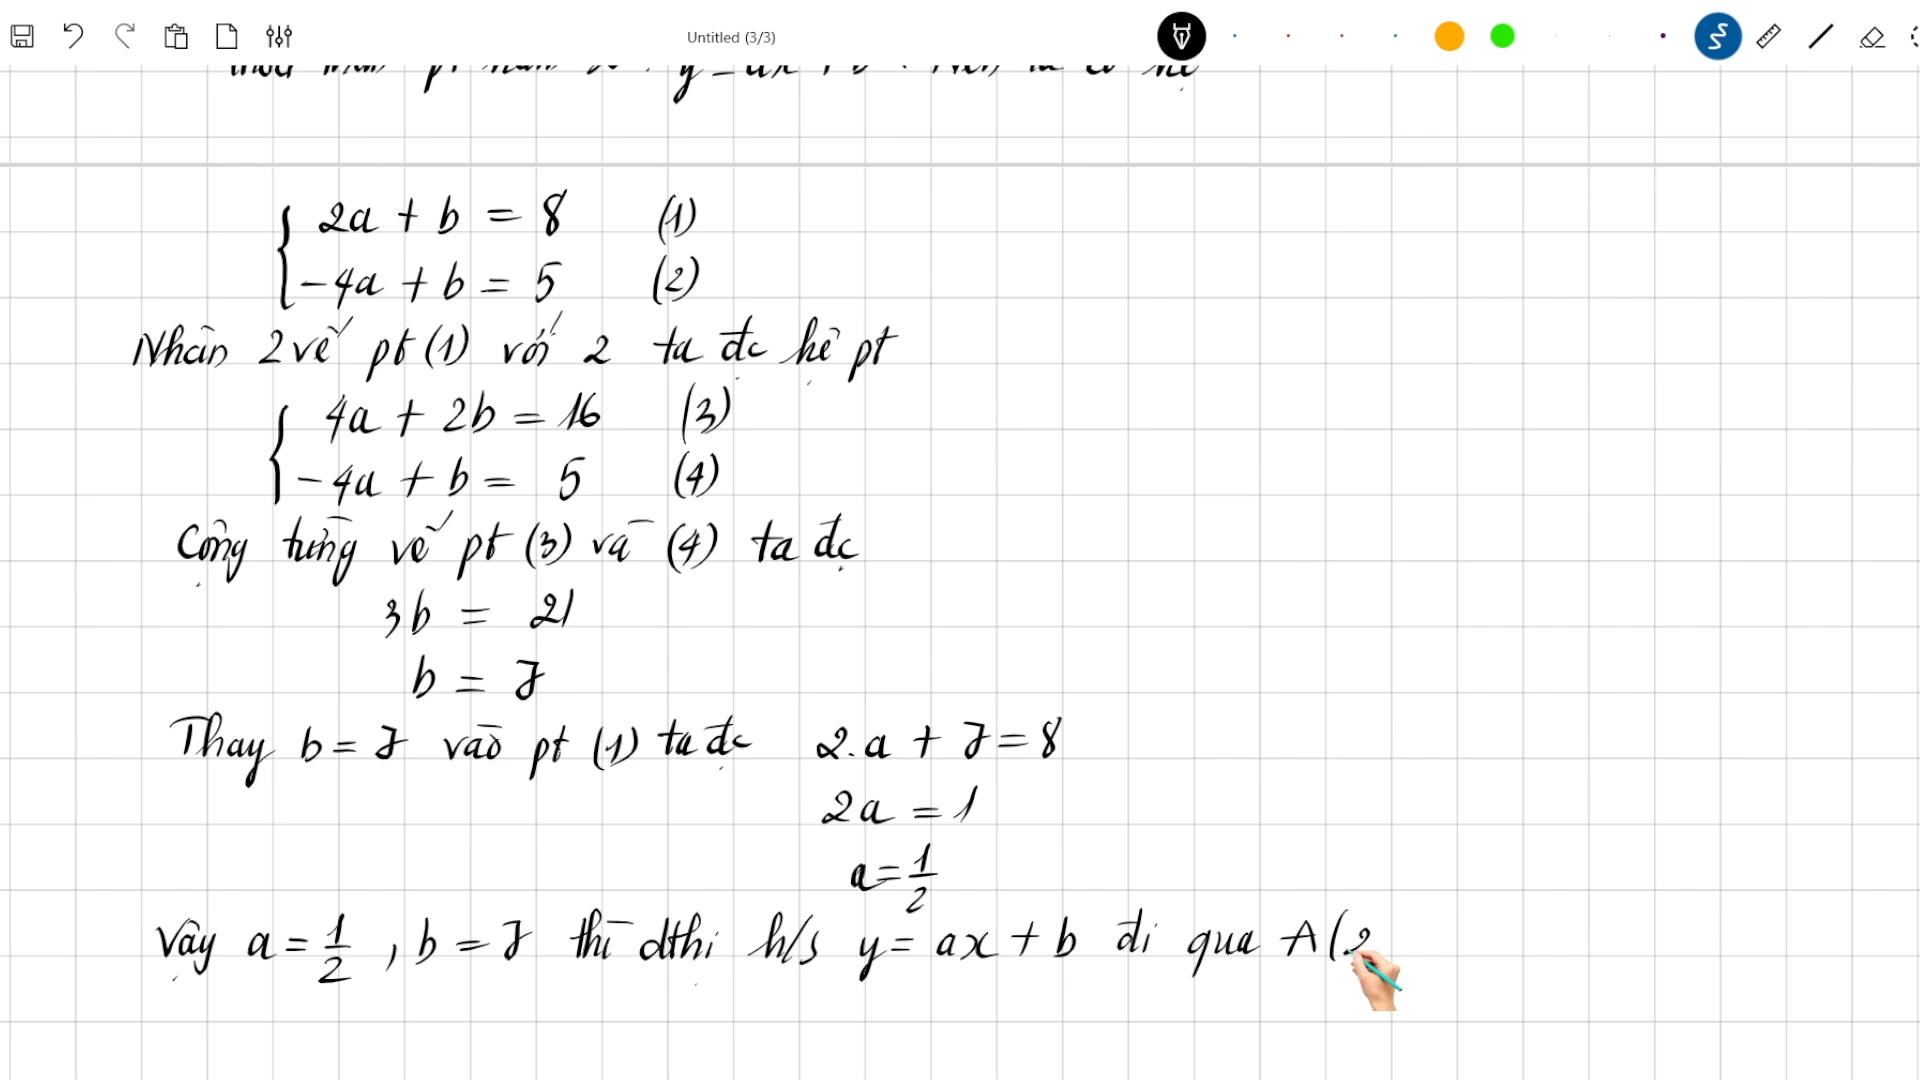 Untitled (3/3)
y = ax + b
2a + b = 8 (1)
-4a + b = 5 (2)
Nhân 2 vế pt (1) với 2 ta đc hệ pt
4a + 2b = 16 (3)
-4a + b = 5 (4)
Cộng từng vế pt (3) và (4) ta đc
3b = 21
b = 7
Thay b = 7 vào pt (1) ta đc 2.a + 7 = 8
2a = 1
a = 1/2
Vậy a = 1/2 , b = 7 thì đthị h/s y = ax + b đi qua A(2